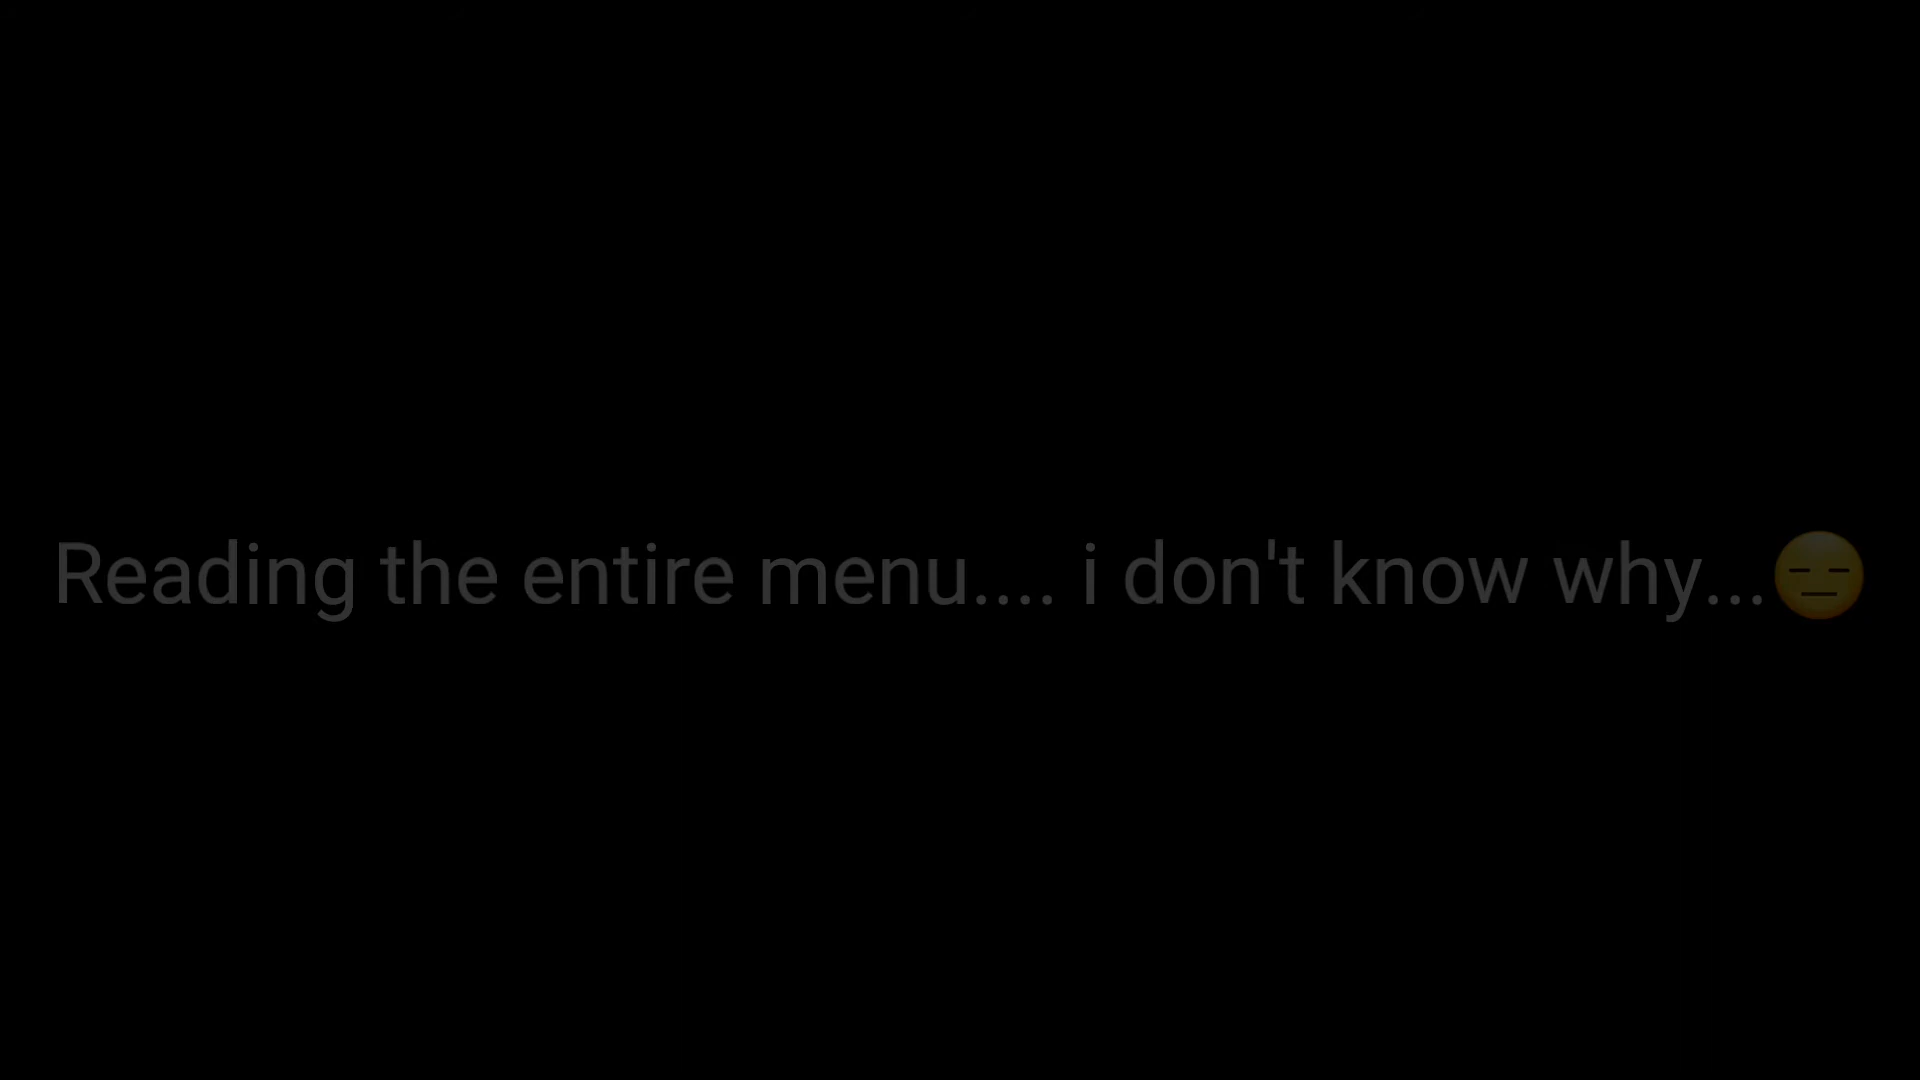 Reading the entire menu.... i don't know why...😑